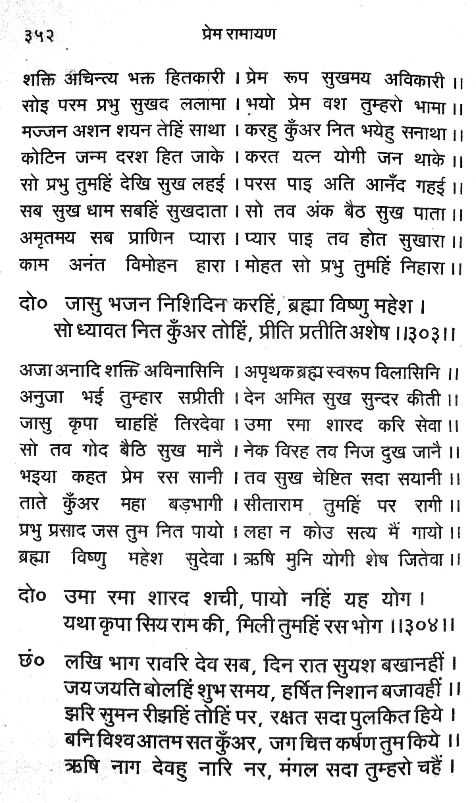 ३५२ प्रेम रामायण
शक्ति अचिन्त्य भक्त हितकारी । प्रेम रूप सुखमय अविकारी ।।
सोइ परम प्रभु सुखद ललामा । भयो प्रेम वश तुम्हरो भामा ।।
मज्जन अशन शयन तेहिं साथा । करहु कुँअर नित भयेहु सनाथा ।।
कोटिन जन्म दरश हित जाके । करत यत्न योगी जन थाके ।।
सो प्रभु तुमहिं देखि सुख लहई । परस पाइ अति आनँद गहई ।।
सब सुख धाम सबहिं सुखदाता । सो तव अंक बैठ सुख पाता ।।
अमृतमय सब प्राणिन प्यारा । प्यार पाइ तव होत सुखारा ।।
काम अनंत विमोहन हारा । मोहत सो प्रभु तुमहिं निहारा ।।
दो० जासु भजन निशिदिन करहिं, ब्रह्मा विष्णु महेश ।
सो ध्यावत नित कुँअर तोहिं, प्रीति प्रतीति अशेष ।।३०३।।
अजा अनादि शक्ति अविनासिनि । अपृथक ब्रह्म स्वरूप विलासिनि ।।
अनुजा भई तुम्हार सप्रीती । देन अमित सुख सुन्दर कीती ।।
जासु कृपा चाहहिं तिरदेवा । उमा रमा शारद करि सेवा ।।
सो तव गोद बैठि सुख मानै । नेक विरह तव निज दुख जानै ।।
भइया कहत प्रेम रस सानी । तव सुख चेष्टित सदा सयानी ।।
ताते कुँअर महा बड़भागी । सीताराम तुमहिं पर रागी ।।
प्रभु प्रसाद जस तुम नित पायो । लहा न कोउ सत्य मैं गायो ।।
ब्रह्मा विष्णु महेश सुदेवा । ऋषि मुनि योगी शेष जितेवा ।।
दो० उमा रमा शारद शची, पायो नहिं यह योग ।
यथा कृपा सिय राम की, मिली तुमहिं रस भोग ।।३०४।।
छं० लखि भाग रावरि देव सब, दिन रात सुयश बखानहीं ।
जय जयति बोलहिं शुभ समय, हर्षित निशान बजावहीं ।।
झरि सुमन रीझहिं तोहिं पर, रक्षत सदा पुलकित हिये ।
बनि विश्व आतम सत कुँअर, जग चित्त कर्षण तुम किये ।।
ऋषि नाग देवहु नारि नर, मंगल सदा तुम्हरो चहैं ।